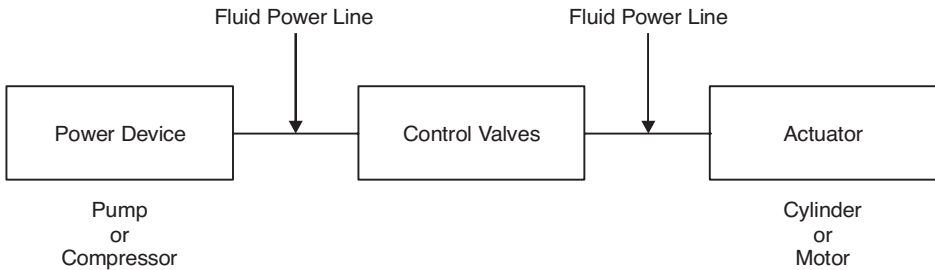 Fluid Power Line
Fluid Power Line
Power Device
Control Valves
Actuator
Pump
or
Compressor
Cylinder
or
Motor